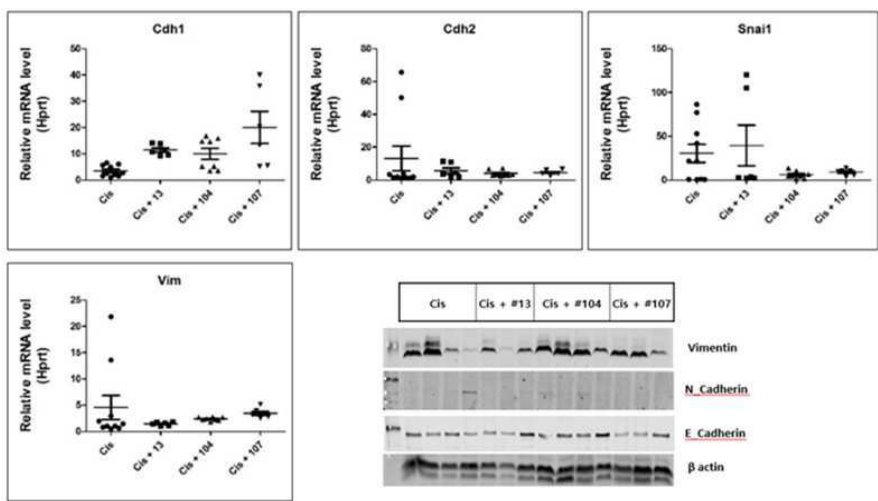 Cdh1
Relative mRNA level
(Hprt)
50
40
30
20
10
0
Cis
Cis + 13
Cis + 104
Cis + 107
Cdh2
Relative mRNA level
(Hprt)
80
60
40
20
0
Cis
Cis + 13
Cis + 104
Cis + 107
Snai1
Relative mRNA level
(Hprt)
150
100
50
0
Cis
Cis + 13
Cis + 104
Cis + 107
Vim
Relative mRNA level
(Hprt)
25
20
15
10
5
0
Cis
Cis + 13
Cis + 104
Cis + 107
Cis Cis + #13 Cis + #104 Cis + #107
Vimentin
N_Cadherin
E_Cadherin
β actin